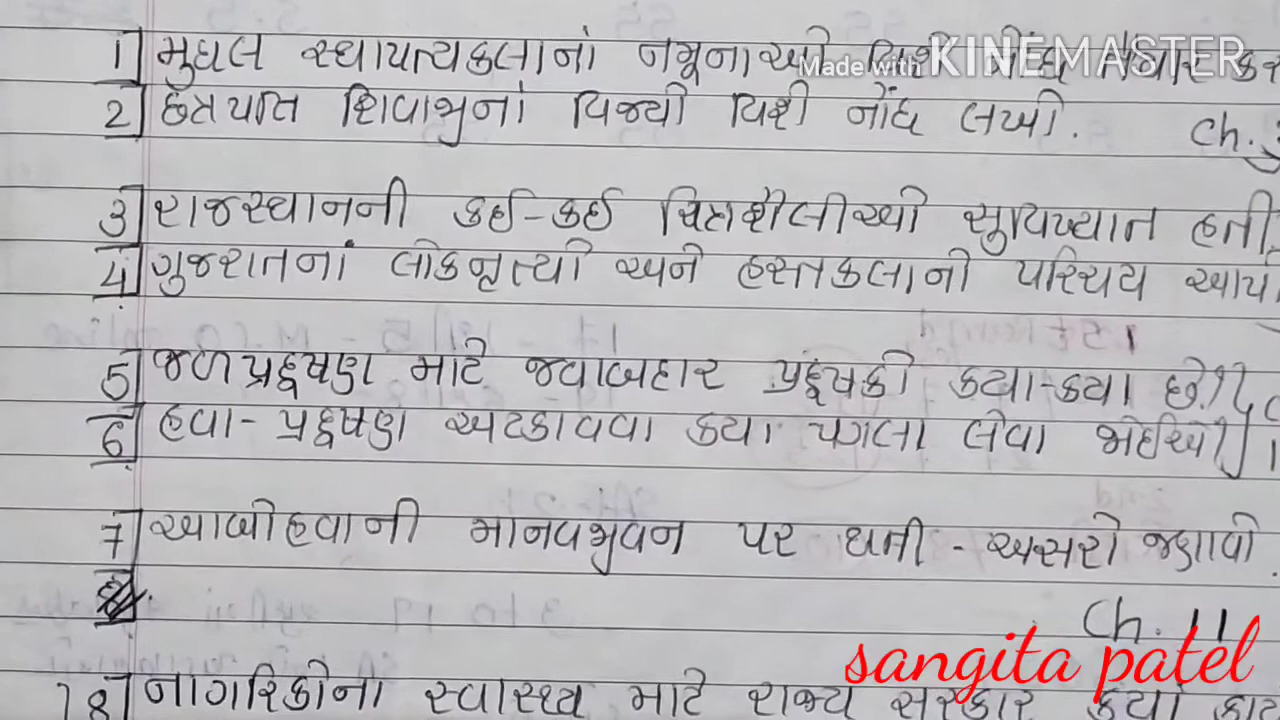 1] મુઘલ સ્થાપત્યકલાનાં નમૂનાઓ વિશે નોંધ તૈયાર કર
Made with KINEMASTER
2] છત્રપતિ શિવાજીનાં વિજયો વિશે નોંધ લખો. Ch.
3] રાજસ્થાનની કઈ-કઈ ચિત્રશૈલીઓ સુવિખ્યાત હતી
4] ગુજરાતનાં લોકનૃત્યો અને હસ્તકલાનો પરિચય આપો
5] જળપ્રદૂષણ માટે જવાબદાર પ્રદૂષકો કયા-કયા છે?
6] હવા-પ્રદૂષણ અટકાવવા કયા પગલા લેવા જોઈએ?
7] આબોહવાની માનવજીવન પર થતી - અસરો જણાવો.
Ch. 11
sangita patel
8] નાગરિકોના સ્વાસ્થ્ય માટે રાજ્ય સરકાર કયાં